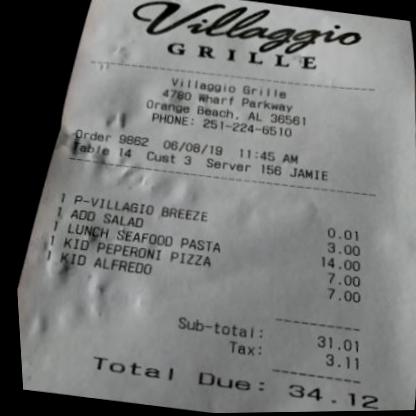 Villaggio
GRILLE
Villaggio Grille
4780 Wharf Parkway
Orange Beach, AL 36561
PHONE: 251-224-6510
Order 9862 06/08/19 11:45 AM
Table 14 Cust 3 Server 156 JAMIE
1 P-VILLAGIO BREEZE 0.01
1 ADD SALAD 3.00
1 LUNCH SEAFOOD PASTA 14.00
1 KID PEPERONI PIZZA 7.00
1 KID ALFREDO 7.00
Sub-total: 31.01
Tax: 3.11
Total Due: 34.12